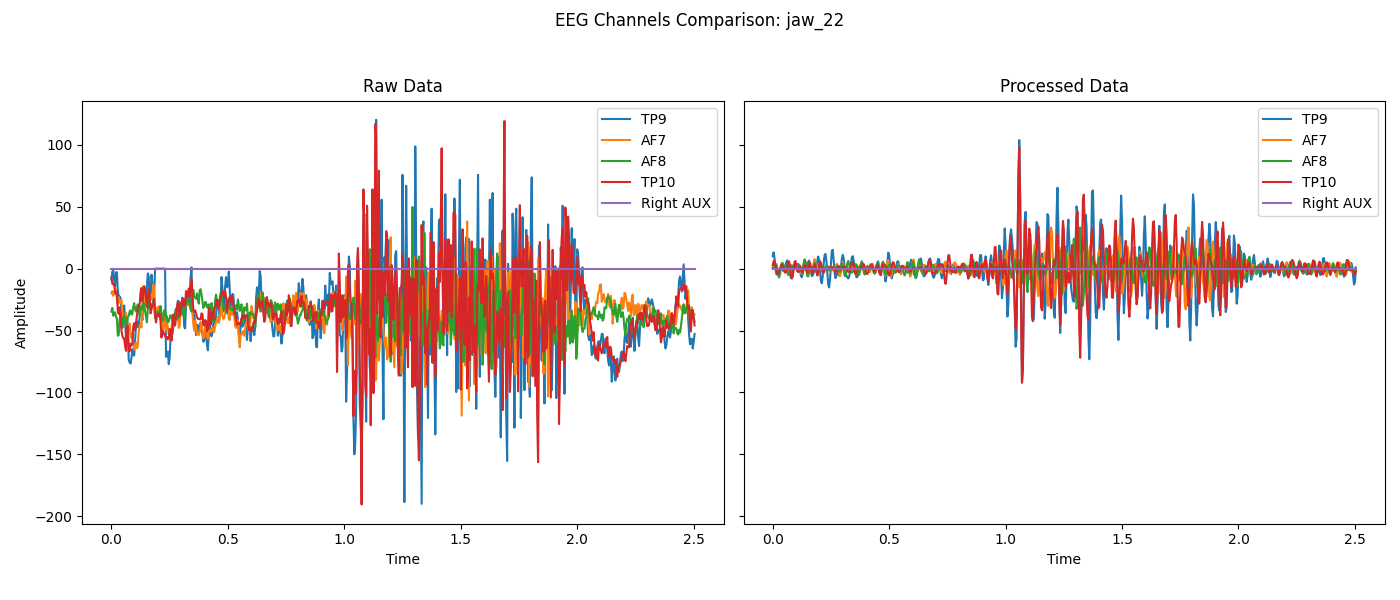 EEG Channels Comparison: jaw_22
Raw Data
Processed Data
TP9
AF7
AF8
TP10
Right AUX
TP9
AF7
AF8
TP10
Right AUX
Amplitude
100
50
0
−50
−100
−150
−200
0.0 0.5 1.0 1.5 2.0 2.5
0.0 0.5 1.0 1.5 2.0 2.5
Time
Time